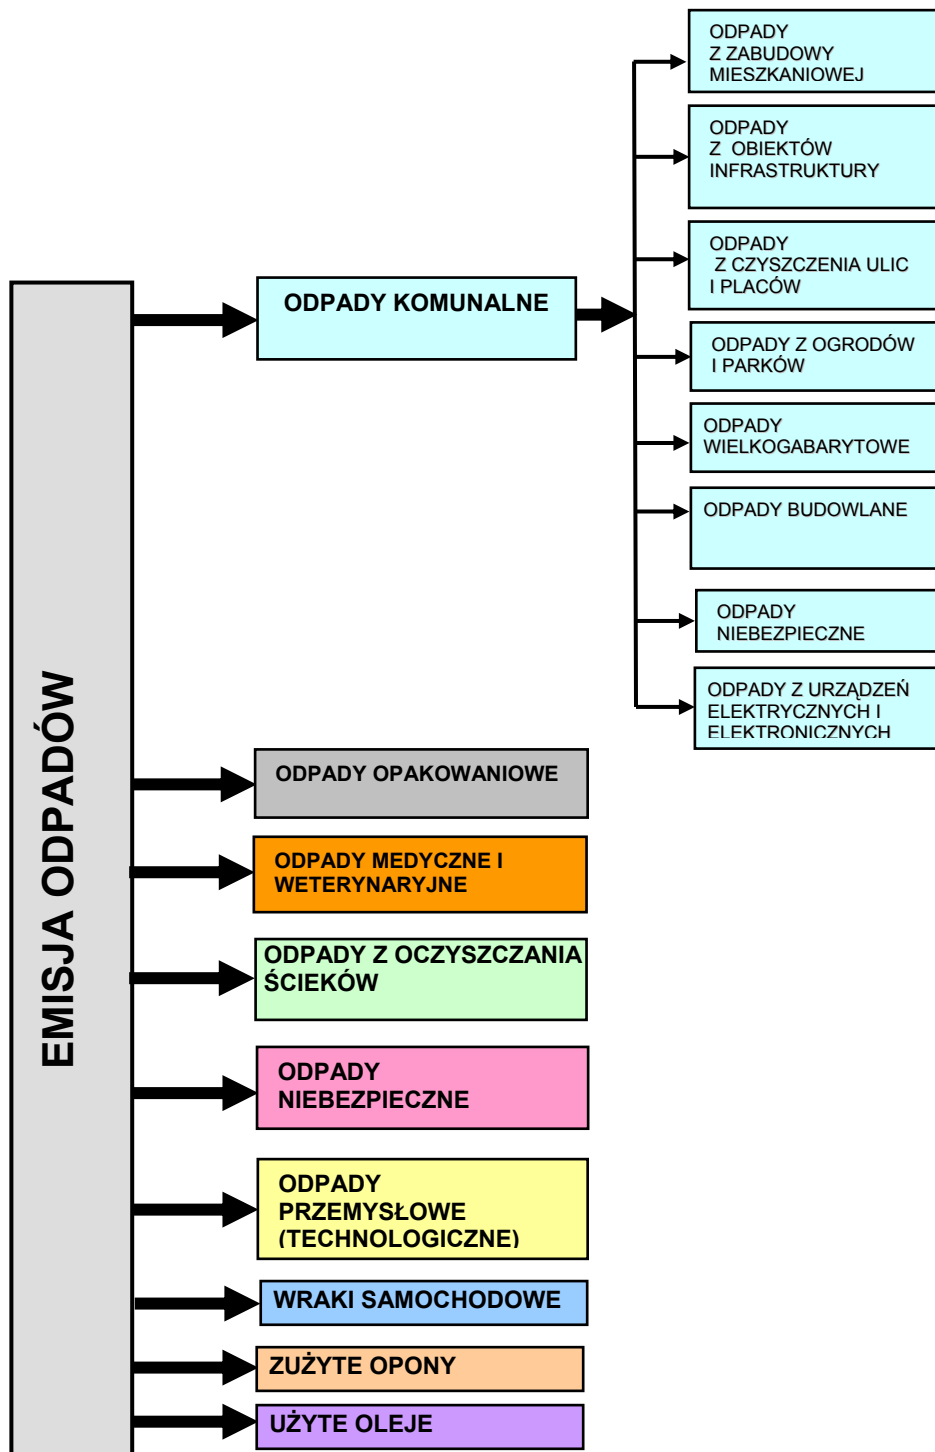 ODPADY
Z ZABUDOWY
MIESZKANIOWEJ
ODPADY
Z OBIEKTÓW
INFRASTRUKTURY
ODPADY
Z CZYSZCZENIA ULIC
I PLACÓW
ODPADY KOMUNALNE
ODPADY Z OGRODÓW
I PARKÓW
ODPADY
WIELKOGABARYTOWE
ODPADY BUDOWLANE
ODPADY
NIEBEZPIECZNE
ODPADY Z URZĄDZEŃ
ELEKTRYCZNYCH I
ELEKTRONICZNYCH
EMISJA ODPADÓW
ODPADY OPAKOWANIOWE
ODPADY MEDYCZNE I
WETERYNARYJNE
ODPADY Z OCZYSZCZANIA
ŚCIEKÓW
ODPADY
NIEBEZPIECZNE
ODPADY
PRZEMYSŁOWE
(TECHNOLOGICZNE)
WRAKI SAMOCHODOWE
ZUŻYTE OPONY
UŻYTE OLEJE